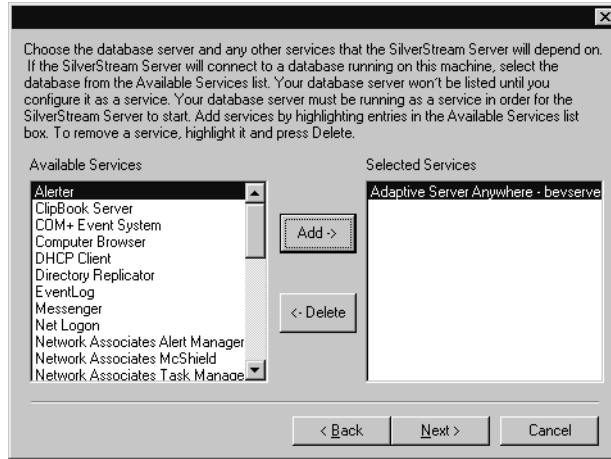 Choose the database server and any other services that the SilverStream Server will depend on.
If the SilverStream Server will connect to a database running on this machine, select the
database from the Available Services list. Your database server won't be listed until you
configure it as a service. Your database server must be running as a service in order for the
SilverStream Server to start. Add services by highlighting entries in the Available Services list
box. To remove a service, highlight it and press Delete.
Available Services
Selected Services
Alerter
ClipBook Server
COM+ Event System
Computer Browser
DHCP Client
Directory Replicator
EventLog
Messenger
Net Logon
Network Associates Alert Manager
Network Associates McShield
Network Associates Task Manage
Add ->
<- Delete
Adaptive Server Anywhere - bevserve
< Back
Next >
Cancel